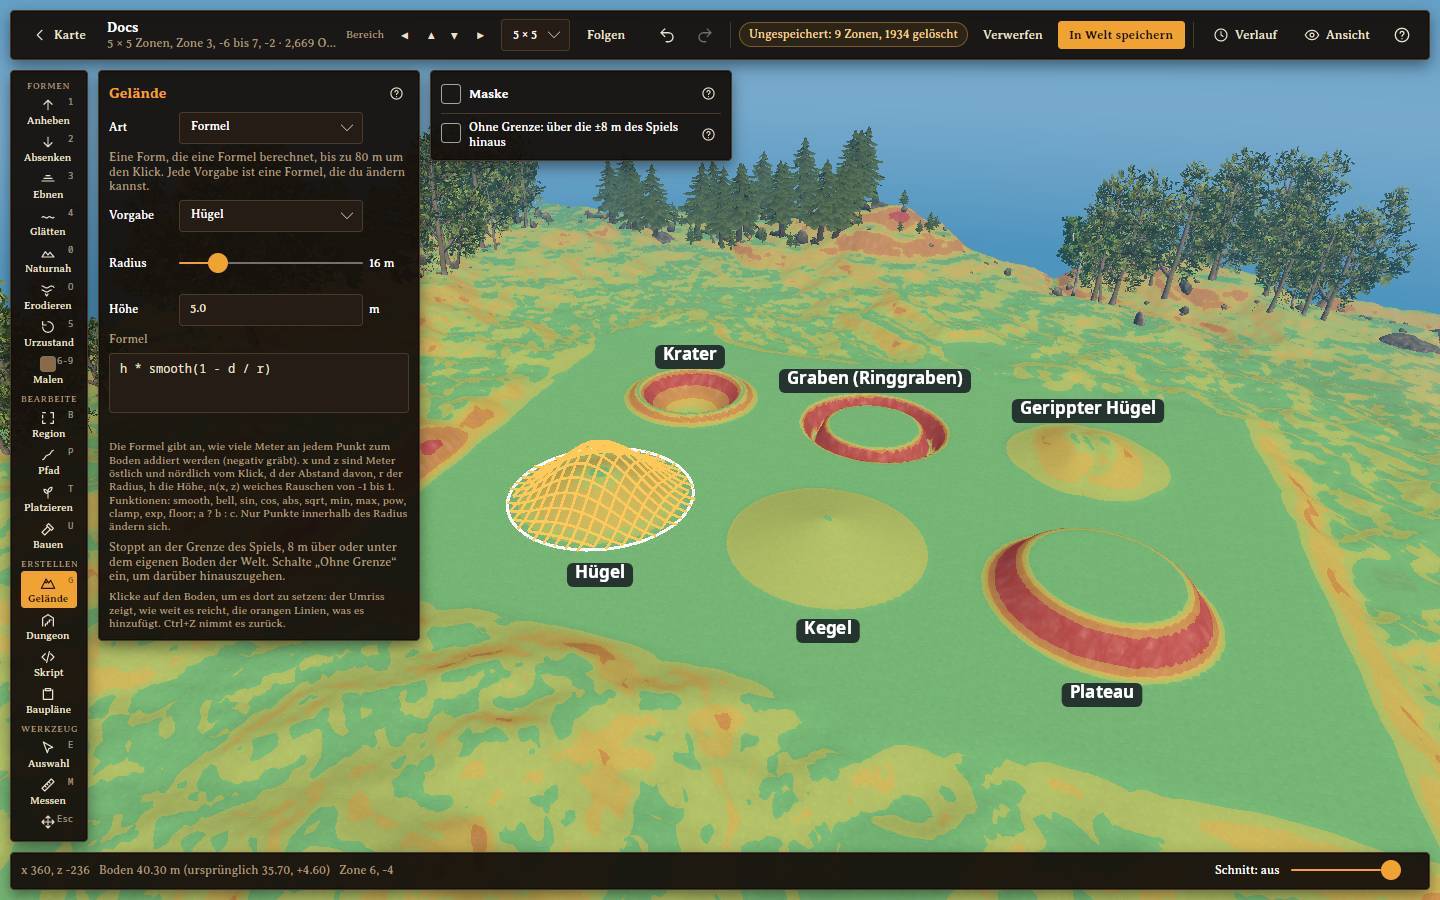 Karte
Docs
5 × 5 Zonen, Zone 3, -6 bis 7, -2 · 2,669 O…
Bereich
5 × 5
Folgen
Ungespeichert: 9 Zonen, 1934 gelöscht
Verwerfen
In Welt speichern
Verlauf
Ansicht
FORMEN
1
Anheben
2
Absenken
3
Ebnen
4
Glätten
0
Naturnah
O
Erodieren
5
Urzustand
6-9
Malen
BEARBEITE
B
Region
P
Pfad
T
Platzieren
U
Bauen
ERSTELLEN
G
Gelände
Dungeon
Skript
Baupläne
WERKZEUG
E
Auswahl
M
Messen
Esc
Gelände
Art
Formel
Eine Form, die eine Formel berechnet, bis zu 80 m um
den Klick. Jede Vorgabe ist eine Formel, die du ändern
kannst.
Vorgabe
Hügel
Radius
16 m
Höhe
5.0
m
Formel
h * smooth(1 - d / r)
Die Formel gibt an, wie viele Meter an jedem Punkt zum
Boden addiert werden (negativ gräbt). x und z sind Meter
östlich und nördlich vom Klick, d der Abstand davon, r der
Radius, h die Höhe, n(x, z) weiches Rauschen von -1 bis 1.
Funktionen: smooth, bell, sin, cos, abs, sqrt, min, max, pow,
clamp, exp, floor; a ? b : c. Nur Punkte innerhalb des Radius
ändern sich.
Stoppt an der Grenze des Spiels, 8 m über oder unter
dem eigenen Boden der Welt. Schalte „Ohne Grenze“
ein, um darüber hinauszugehen.
Klicke auf den Boden, um es dort zu setzen: der Umriss
zeigt, wie weit es reicht, die orangen Linien, was es
hinzufügt. Ctrl+Z nimmt es zurück.
Maske
Ohne Grenze: über die ±8 m des Spiels
hinaus
Krater
Graben (Ringgraben)
Gerippter Hügel
Hügel
Kegel
Plateau
x 360, z -236 Boden 40.30 m (ursprünglich 35.70, +4.60) Zone 6, -4
Schnitt: aus